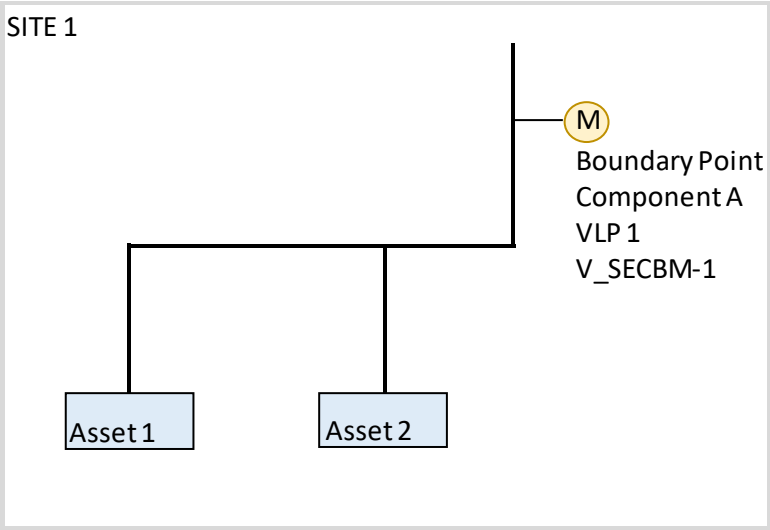 SITE 1
M
Boundary Point
Component A
VLP 1
V_SECBM-1
Asset 1
Asset 2